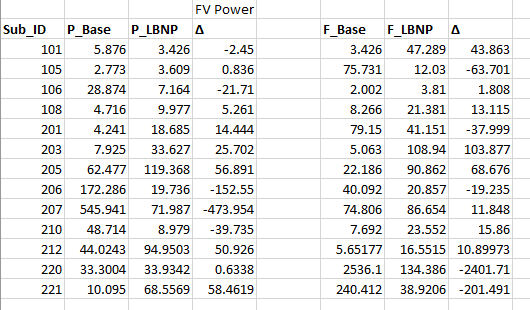 FV Power
Sub_ID P_Base P_LBNP Δ F_Base F_LBNP Δ
101 5.876 3.426 -2.45 3.426 47.289 43.863
105 2.773 3.609 0.836 75.731 12.03 -63.701
106 28.874 7.164 -21.71 2.002 3.81 1.808
108 4.716 9.977 5.261 8.266 21.381 13.115
201 4.241 18.685 14.444 79.15 41.151 -37.999
203 7.925 33.627 25.702 5.063 108.94 103.877
205 62.477 119.368 56.891 22.186 90.862 68.676
206 172.286 19.736 -152.55 40.092 20.857 -19.235
207 545.941 71.987 -473.954 74.806 86.654 11.848
210 48.714 8.979 -39.735 7.692 23.552 15.86
212 44.0243 94.9503 50.926 5.65177 16.5515 10.89973
220 33.3004 33.9342 0.6338 2536.1 134.386 -2401.71
221 10.095 68.5569 58.4619 240.412 38.9206 -201.491